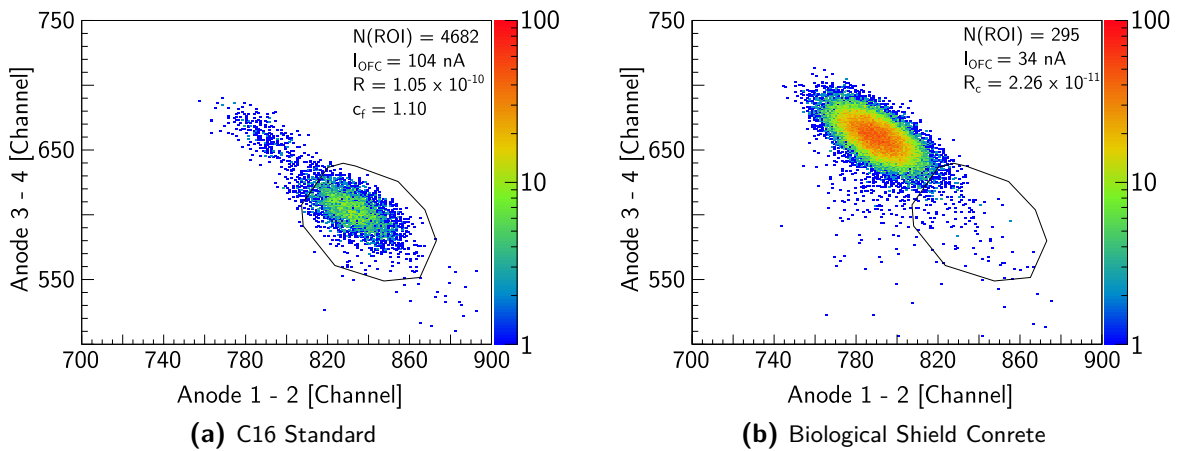 750
650
550
Anode 3 - 4 [Channel]
700 740 780 820 860 900
Anode 1 - 2 [Channel]
N(ROI) = 4682
I_OFC = 104 nA
R = 1.05 x 10^-10
c_f = 1.10
100
10
1
(a) C16 Standard
750
650
550
Anode 3 - 4 [Channel]
700 740 780 820 860 900
Anode 1 - 2 [Channel]
N(ROI) = 295
I_OFC = 34 nA
R_c = 2.26 x 10^-11
100
10
1
(b) Biological Shield Conrete